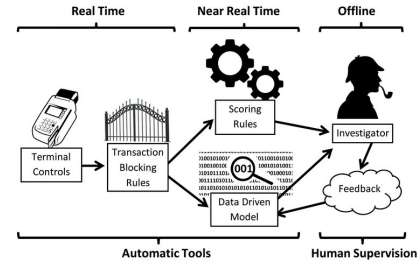 Real Time
Near Real Time
Offline
Terminal
Controls
Transaction
Blocking
Rules
Scoring
Rules
001
Data Driven
Model
Investigator
Feedback
Automatic Tools
Human Supervision